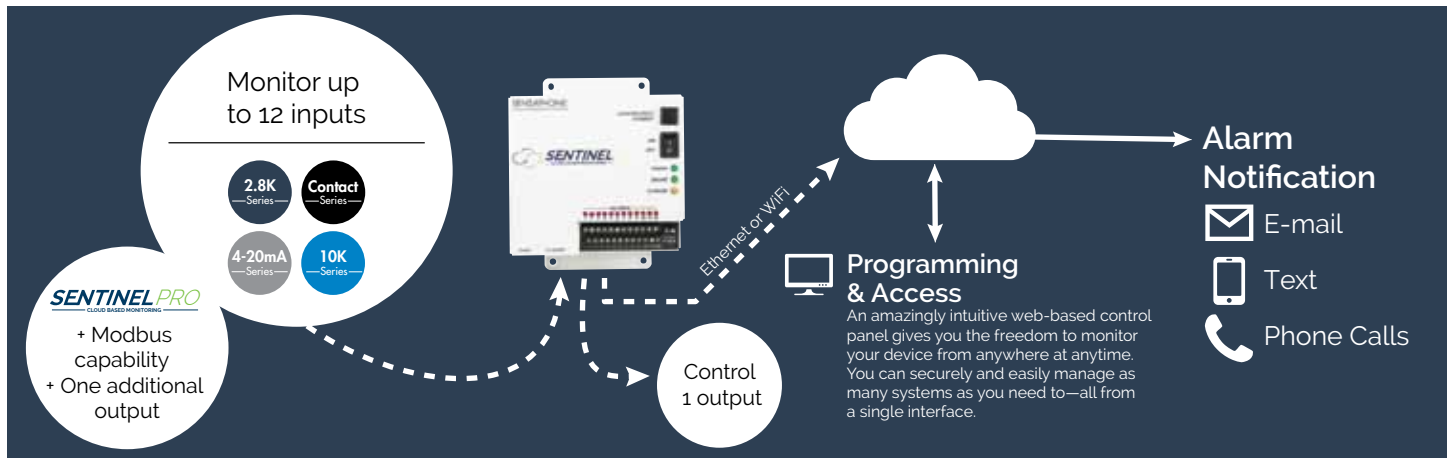 Monitor up
to 12 inputs
2.8K
Series
Contact
Series
4-20mA
Series
10K
Series
SENTINEL PRO
CLOUD BASED MONITORING
+ Modbus
capability
+ One additional
output
SENSAPHONE
SENTINEL
Ethernet or WiFi
Control
1 output
Programming
& Access
An amazingly intuitive web-based control
panel gives you the freedom to monitor
your device from anywhere at anytime.
You can securely and easily manage as
many systems as you need to—all from
a single interface.
Alarm
Notification
E-mail
Text
Phone Calls